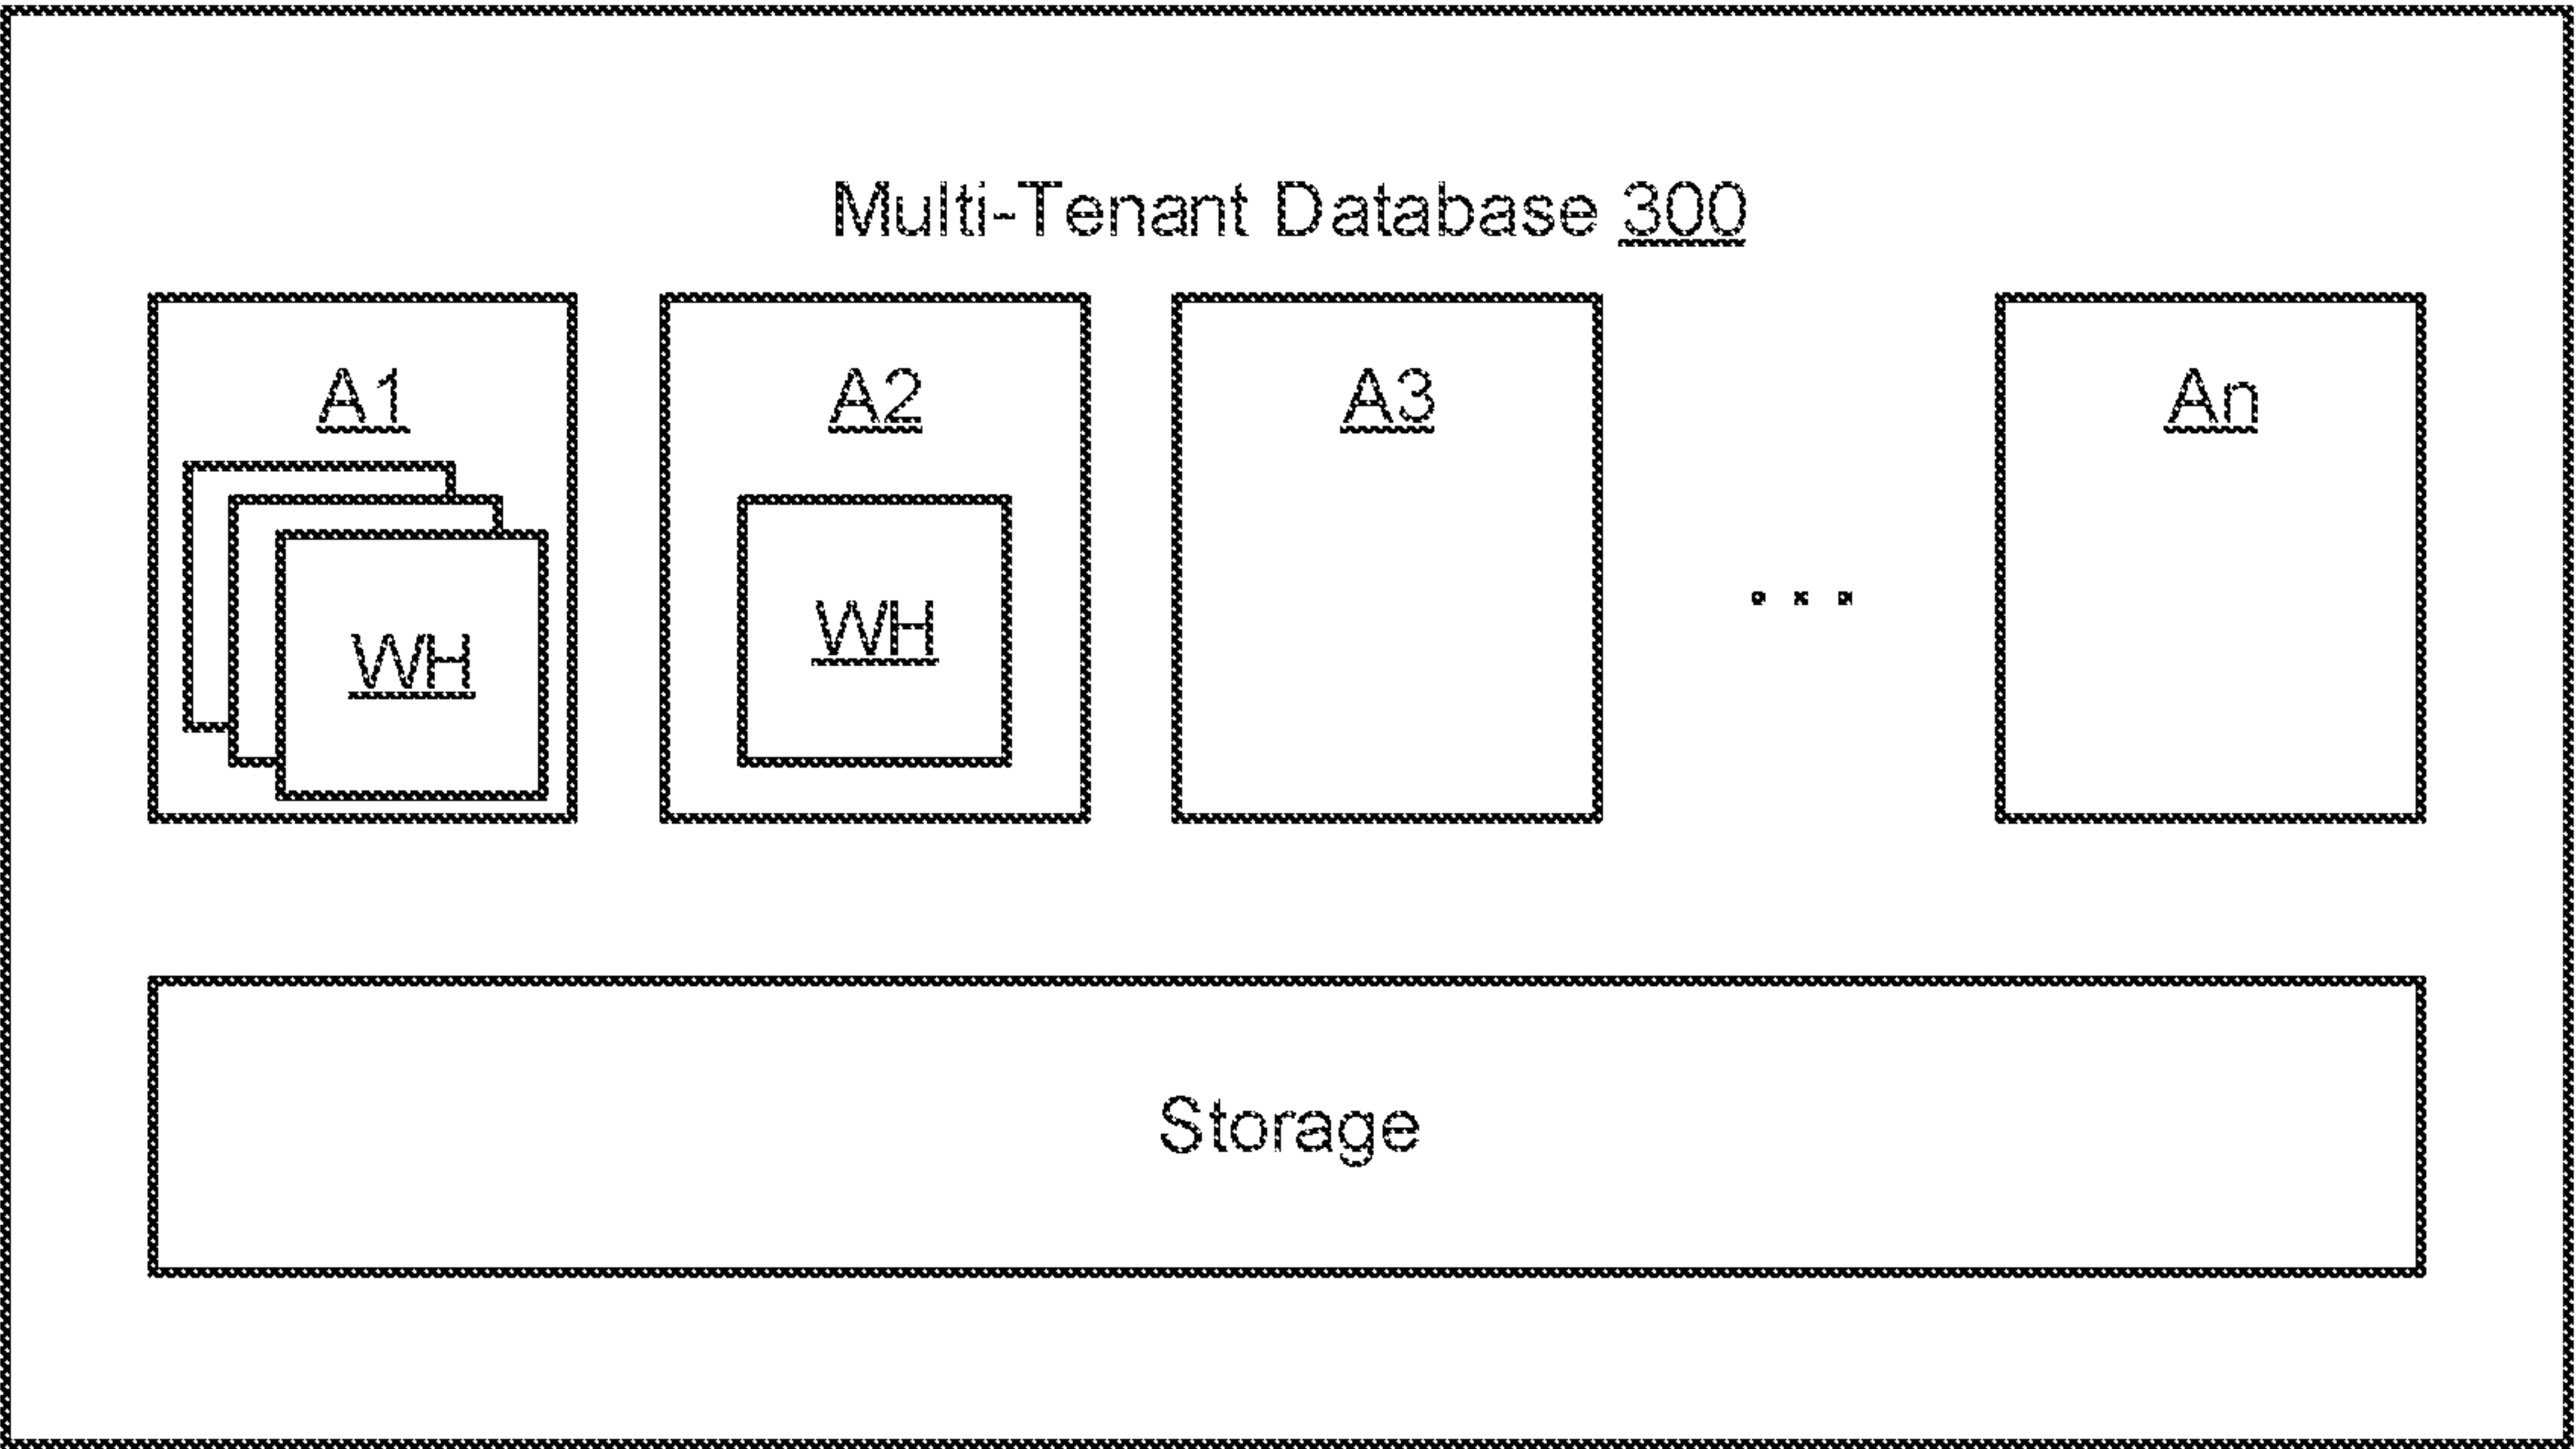 Multi-Tenant Database 300
A1 A2 A3 An
WH WH
. . .
Storage